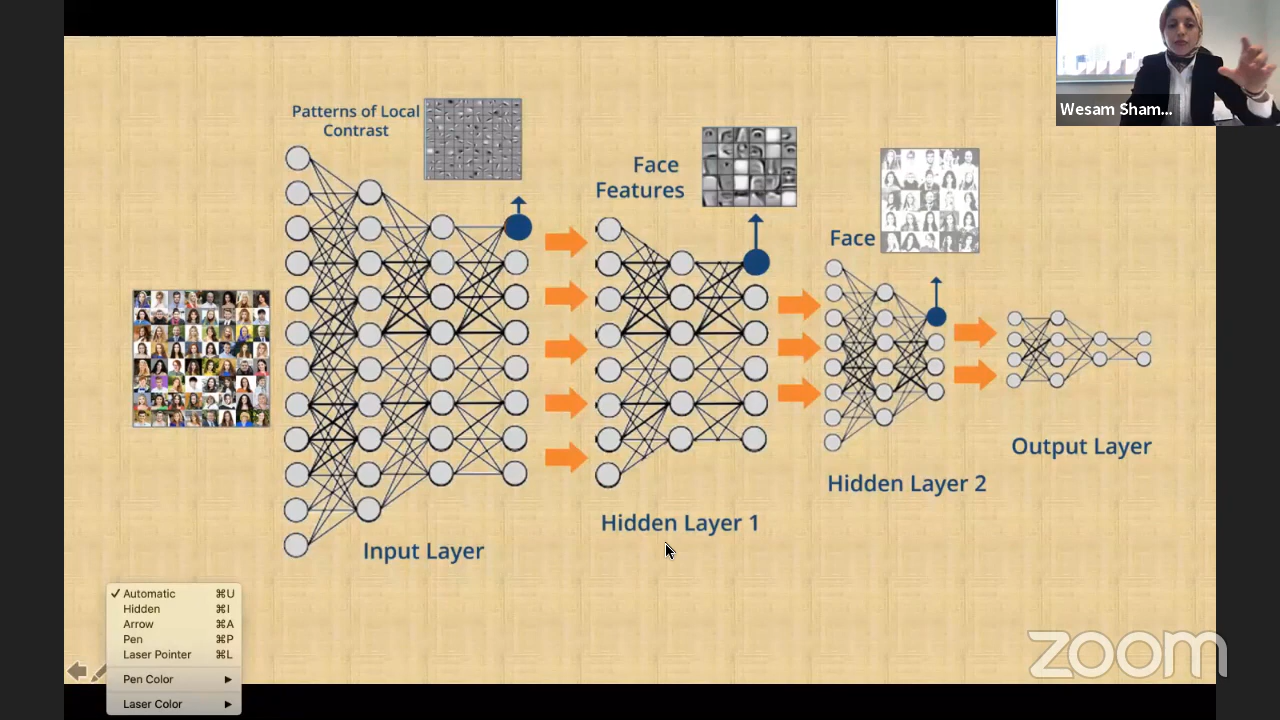 Wesam Sham...
Patterns of Local
Contrast
Face
Features
Face
Output Layer
Hidden Layer 2
Hidden Layer 1
Input Layer
✓ Automatic ⌘U
Hidden ⌘I
Arrow ⌘A
Pen ⌘P
Laser Pointer ⌘L
Pen Color ▶
Laser Color ▶
zoom